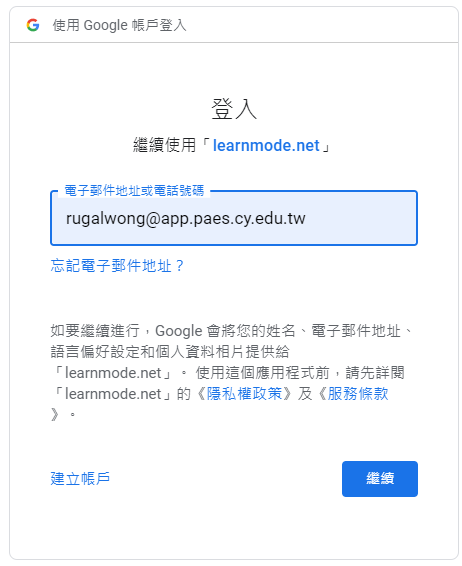 使用 Google 帳戶登入
登入
繼續使用「learnmode.net」
電子郵件地址或電話號碼
rugalwong@app.paes.cy.edu.tw
忘記電子郵件地址？
如要繼續進行，Google 會將您的姓名、電子郵件地址、
語言偏好設定和個人資料相片提供給
「learnmode.net」。 使用這個應用程式前，請先詳閱
「learnmode.net」的《隱私權政策》及《服務條款
》。
建立帳戶
繼續